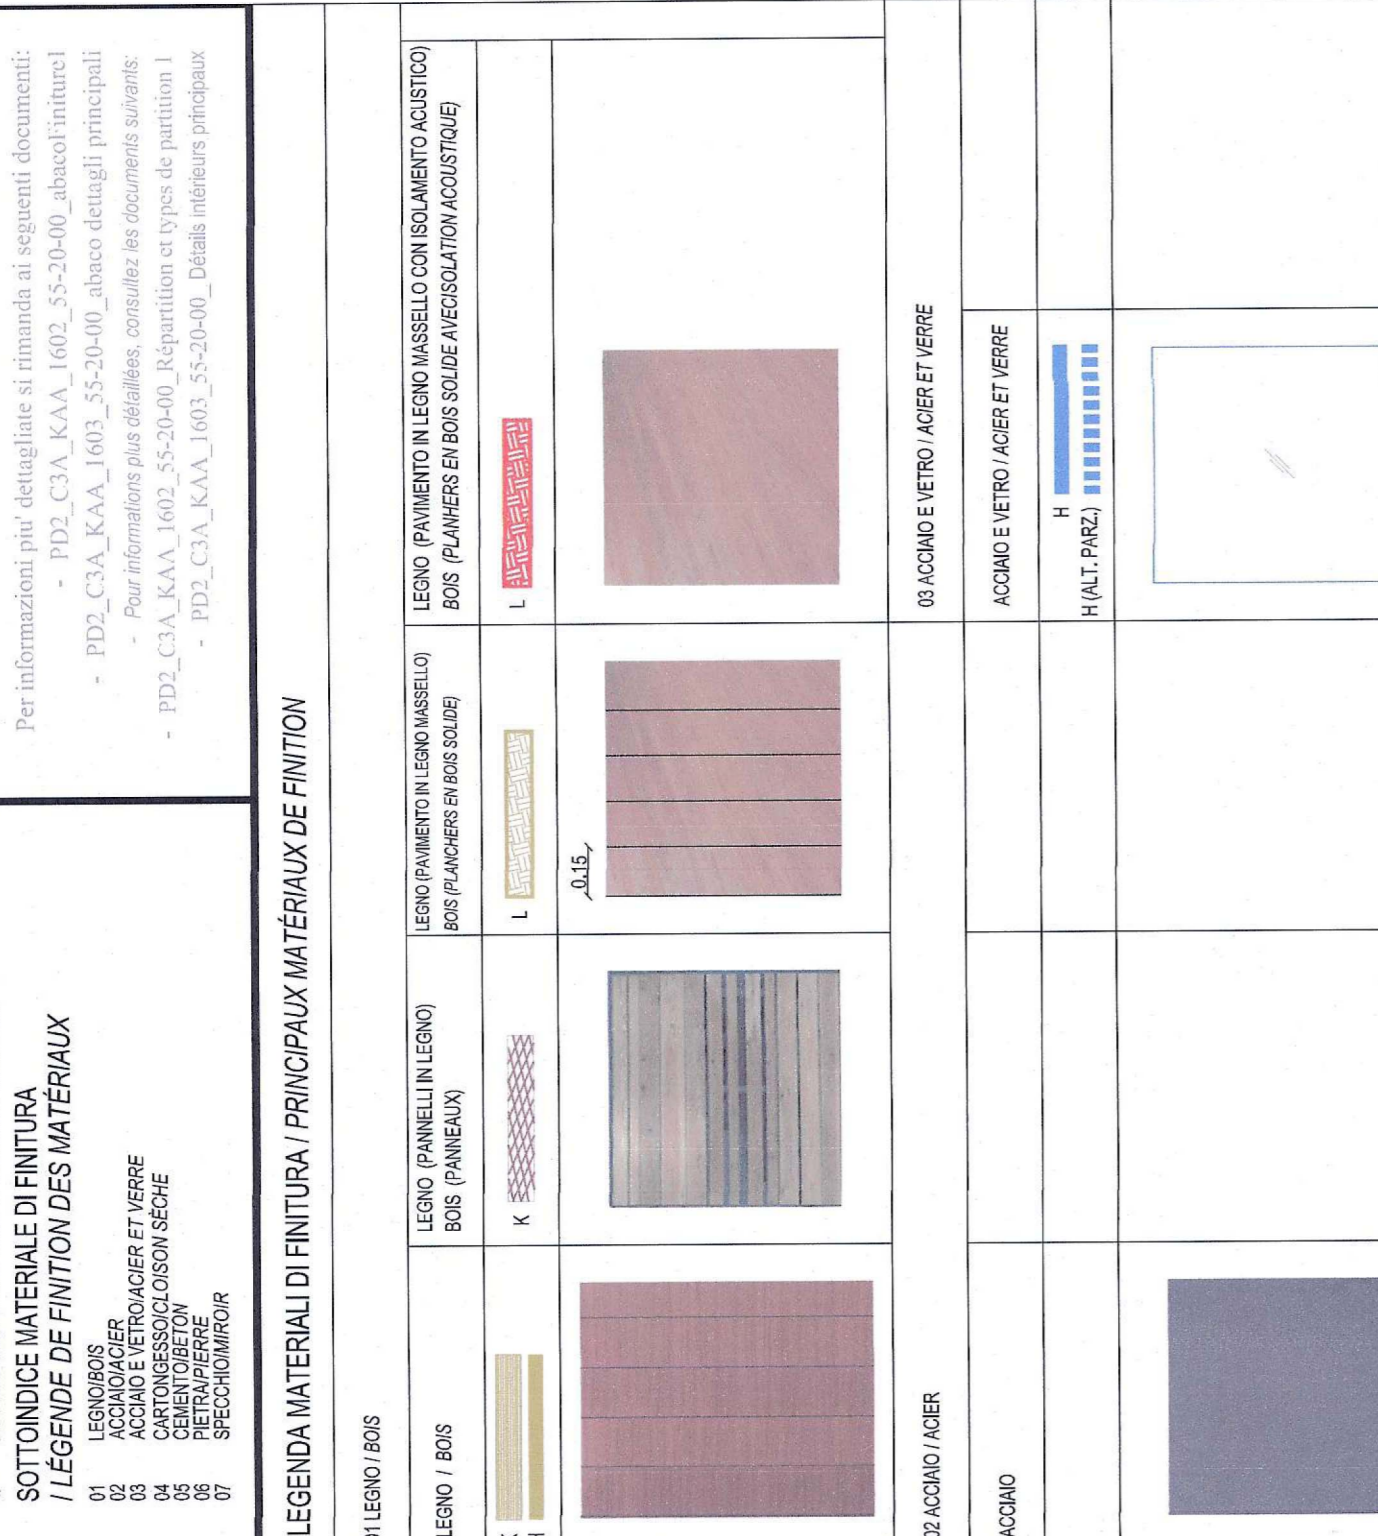 SOTTOINDICE MATERIALE DI FINITURA
/ LÉGENDE DE FINITION DES MATÉRIAUX
01 LEGNO/BOIS
02 ACCIAIO/ACIER
03 ACCIAIO E VETRO/ACIER ET VERRE
04 CARTONGESSO/CLOISON SÈCHE
05 CEMENTO/BETON
06 PIETRA/PIERRE
07 SPECCHIO/MIROIR
Per informazioni piu' dettagliate si rimanda ai seguenti documenti:
- PD2_C3A_KAA_1602_55-20-00_abacoFiniture1
- PD2_C3A_KAA_1603_55-20-00_abaco dettagli principali
- Pour informations plus détaillées, consultez les documents suivants:
- PD2_C3A_KAA_1602_55-20-00_Répartition et types de partition 1
- PD2_C3A_KAA_1603_55-20-00_Détails intérieurs principaux
LEGENDA MATERIALI DI FINITURA / PRINCIPAUX MATÉRIAUX DE FINITION
01 LEGNO / BOIS
LEGNO / BOIS
LEGNO (PANNELLI IN LEGNO)
BOIS (PANNEAUX)
LEGNO (PAVIMENTO IN LEGNO MASSELLO)
BOIS (PLANCHERS EN BOIS SOLIDE)
LEGNO (PAVIMENTO IN LEGNO MASSELLO CON ISOLAMENTO ACUSTICO)
BOIS (PLANHERS EN BOIS SOLIDE AVECISOLATION ACOUSTIQUE)
K
L
L
0.15
02 ACCIAIO / ACIER
03 ACCIAIO E VETRO / ACIER ET VERRE
ACCIAIO
ACCIAIO E VETRO / ACIER ET VERRE
H
H (ALT. PARZ.)